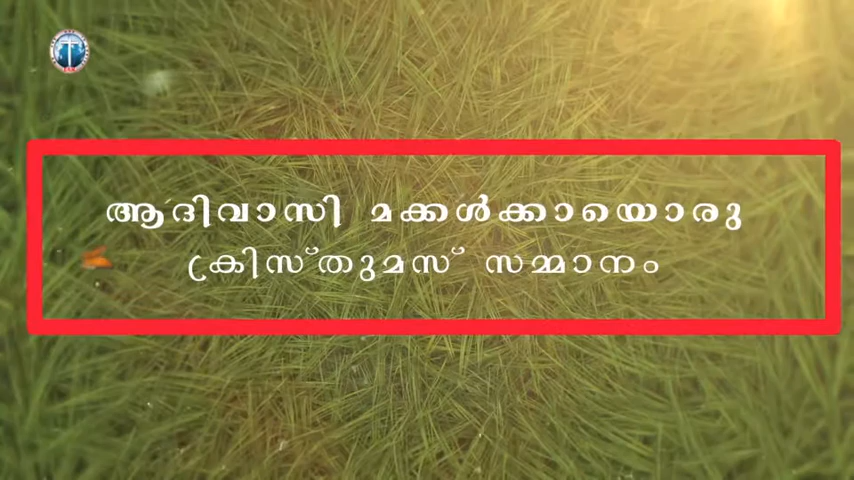 ആദിവാസി മക്കൾക്കായൊരു
ക്രിസ്തുമസ് സമ്മാനം